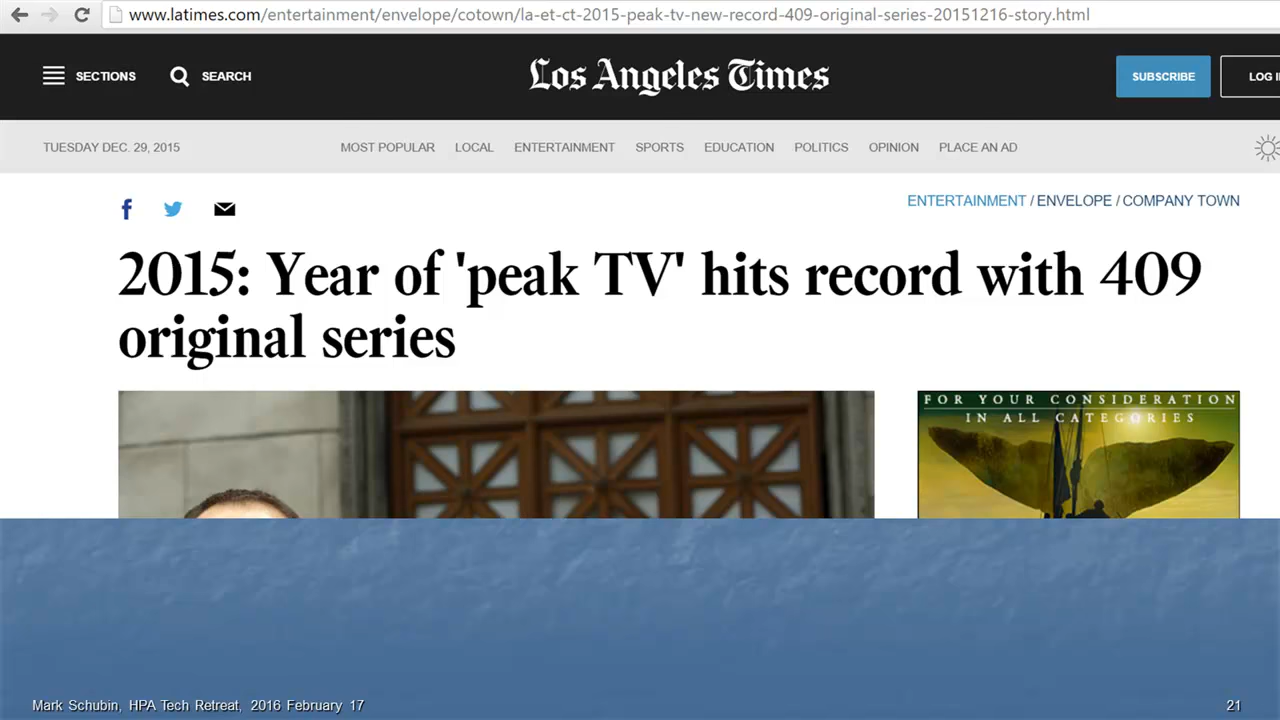 www.latimes.com/entertainment/envelope/cotown/la-et-ct-2015-peak-tv-new-record-409-original-series-20151216-story.html
SECTIONS SEARCH Los Angeles Times SUBSCRIBE LOG I
TUESDAY DEC. 29, 2015 MOST POPULAR LOCAL ENTERTAINMENT SPORTS EDUCATION POLITICS OPINION PLACE AN AD
ENTERTAINMENT / ENVELOPE / COMPANY TOWN
2015: Year of 'peak TV' hits record with 409
original series
FOR YOUR CONSIDERATION
IN ALL CATEGORIES
Mark Schubin, HPA Tech Retreat, 2016 February 17 21